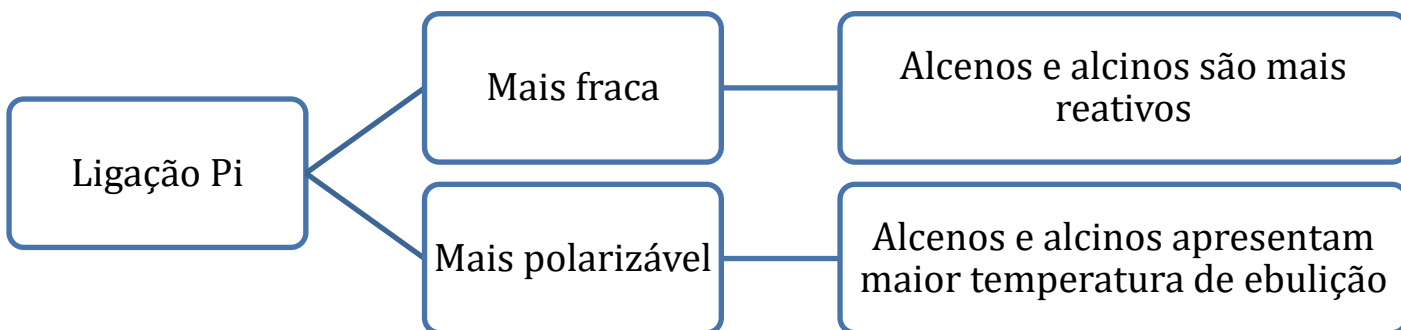 Ligação Pi
Mais fraca
Alcenos e alcinos são mais
reativos
Mais polarizável
Alcenos e alcinos apresentam
maior temperatura de ebulição